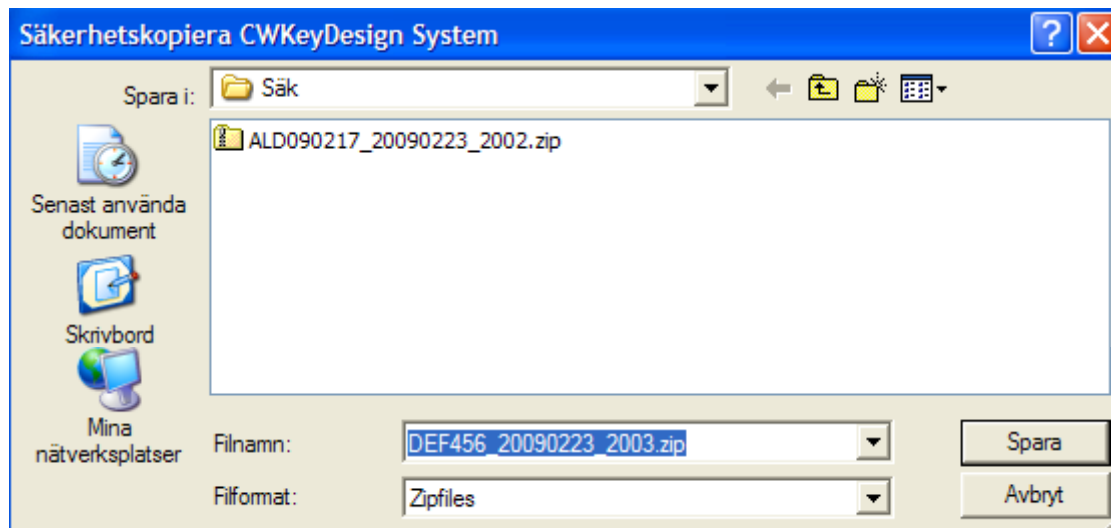 Säkerhetskopiera CWKeyDesign System
Spara i:
Säk
ALD090217_20090223_2002.zip
Senast använda
dokument
Skrivbord
Mina
nätverksplatser
Filnamn:
DEF456_20090223_2003.zip
Spara
Filformat:
Zipfiles
Avbryt